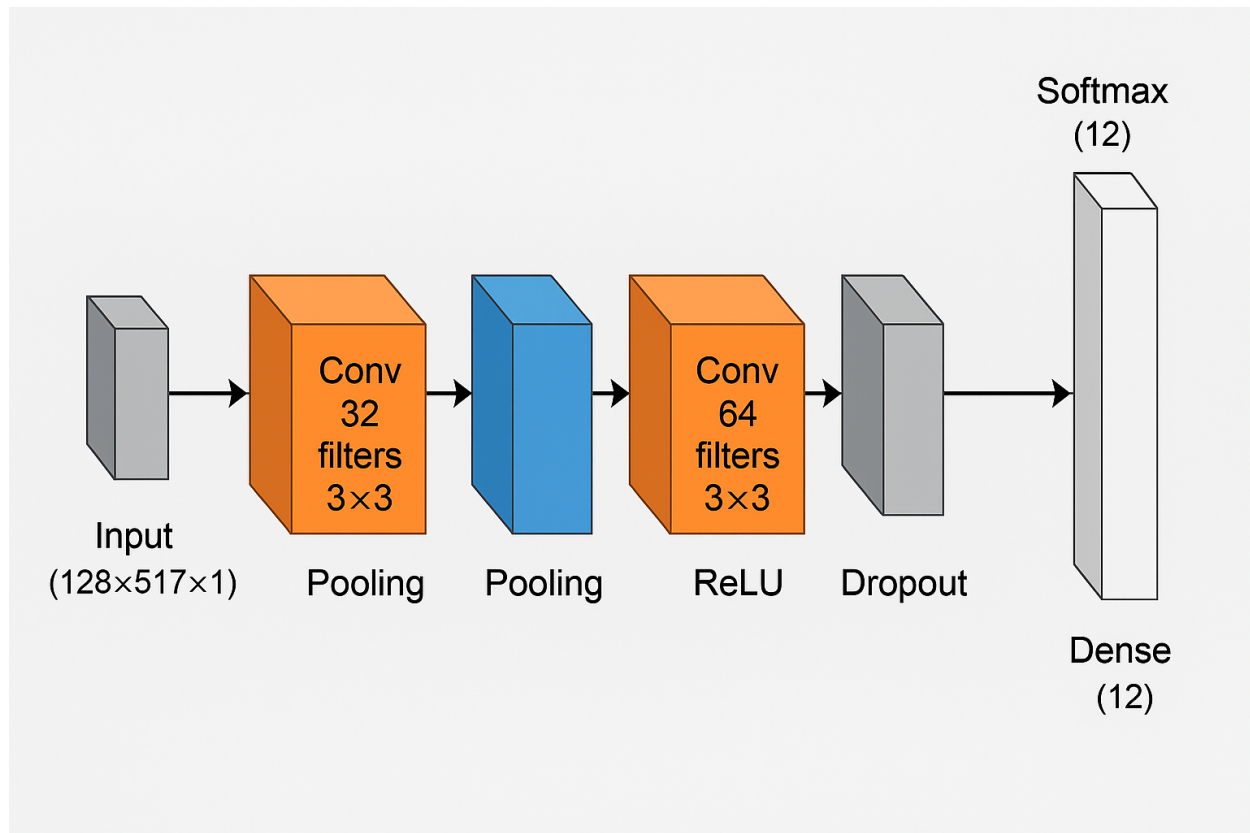 Softmax
(12)
Conv
32
filters
3×3
Conv
64
filters
3×3
Input
(128×517×1)
Pooling
Pooling
ReLU
Dropout
Dense
(12)